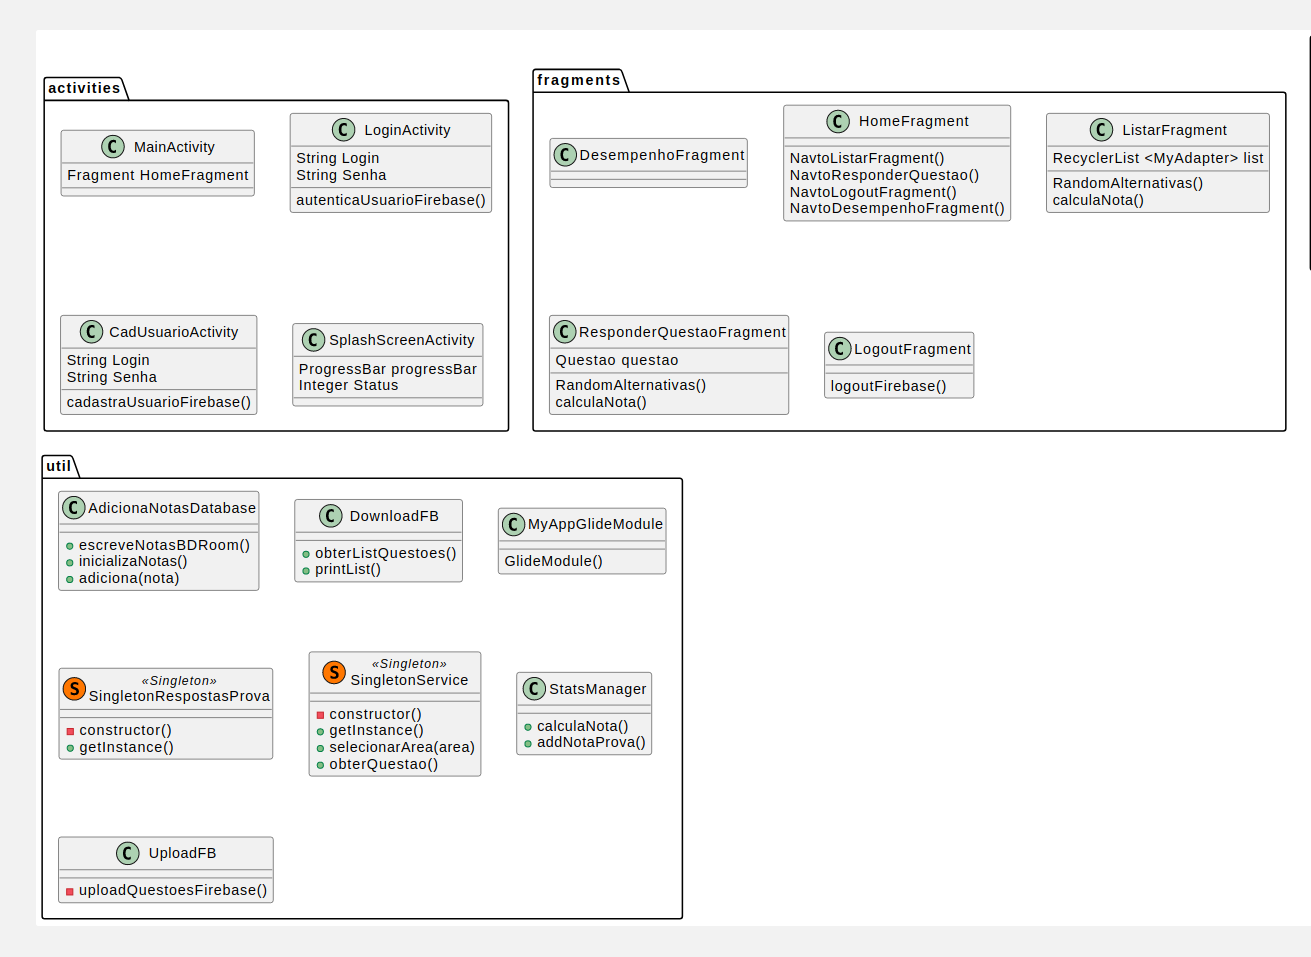 activities
C MainActivity
Fragment HomeFragment
C LoginActivity
String Login
String Senha
autenticaUsuarioFirebase()
C CadUsuarioActivity
String Login
String Senha
cadastraUsuarioFirebase()
C SplashScreenActivity
ProgressBar progressBar
Integer Status
fragments
C DesempenhoFragment
C HomeFragment
NavtoListarFragment()
NavtoResponderQuestao()
NavtoLogoutFragment()
NavtoDesempenhoFragment()
C ListarFragment
RecyclerList <MyAdapter> list
RandomAlternativas()
calculaNota()
C ResponderQuestaoFragment
Questao questao
RandomAlternativas()
calculaNota()
C LogoutFragment
logoutFirebase()
util
C AdicionaNotasDatabase
escreveNotasBDRoom()
inicializaNotas()
adiciona(nota)
C DownloadFB
obterListQuestoes()
printList()
C MyAppGlideModule
GlideModule()
«Singleton»
S SingletonRespostasProva
constructor()
getInstance()
«Singleton»
S SingletonService
constructor()
getInstance()
selecionarArea(area)
obterQuestao()
C StatsManager
calculaNota()
addNotaProva()
C UploadFB
uploadQuestoesFirebase()